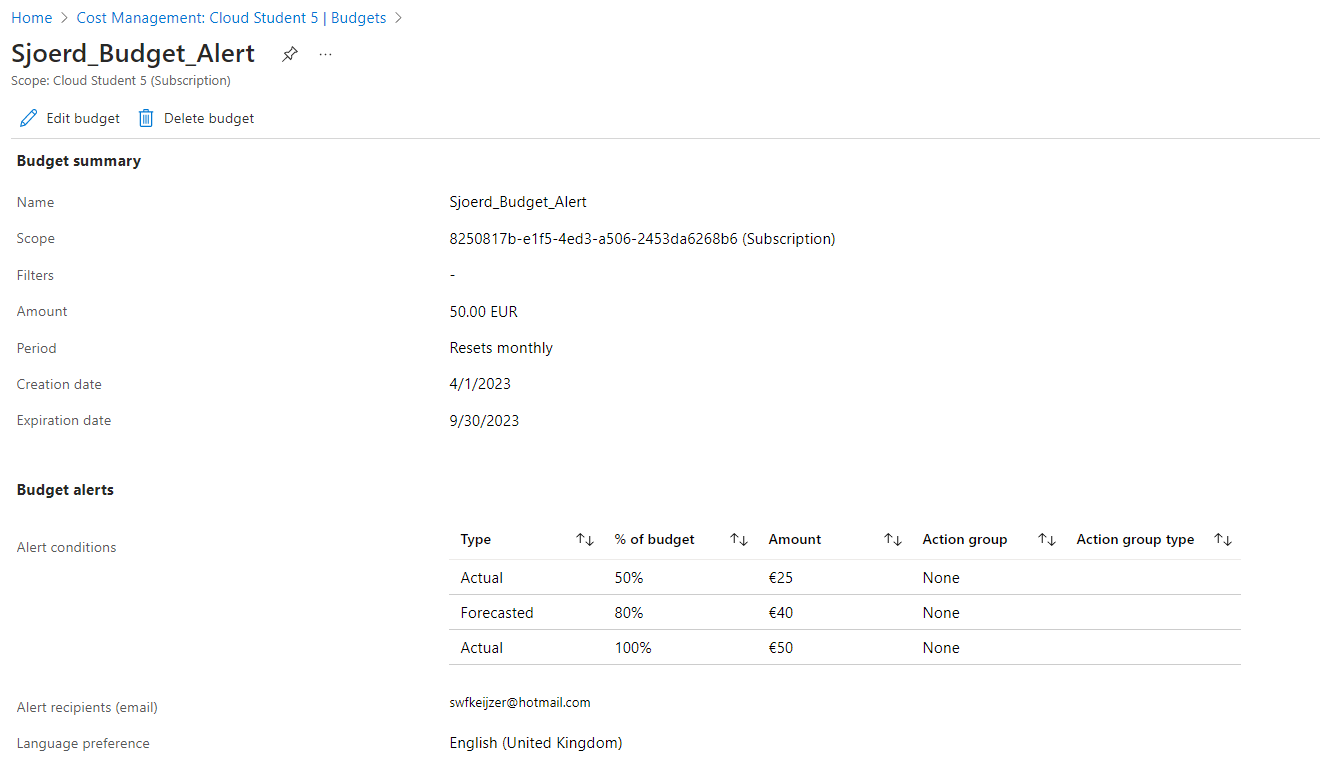 Home > Cost Management: Cloud Student 5 | Budgets >
Sjoerd_Budget_Alert ...
Scope: Cloud Student 5 (Subscription)
Edit budget Delete budget
Budget summary
Name Sjoerd_Budget_Alert
Scope 8250817b-e1f5-4ed3-a506-2453da6268b6 (Subscription)
Filters -
Amount 50.00 EUR
Period Resets monthly
Creation date 4/1/2023
Expiration date 9/30/2023
Budget alerts
Alert conditions
Type ↑↓ % of budget ↑↓ Amount ↑↓ Action group ↑↓ Action group type ↑↓
Actual 50% €25 None
Forecasted 80% €40 None
Actual 100% €50 None
Alert recipients (email) swfkeijzer@hotmail.com
Language preference English (United Kingdom)